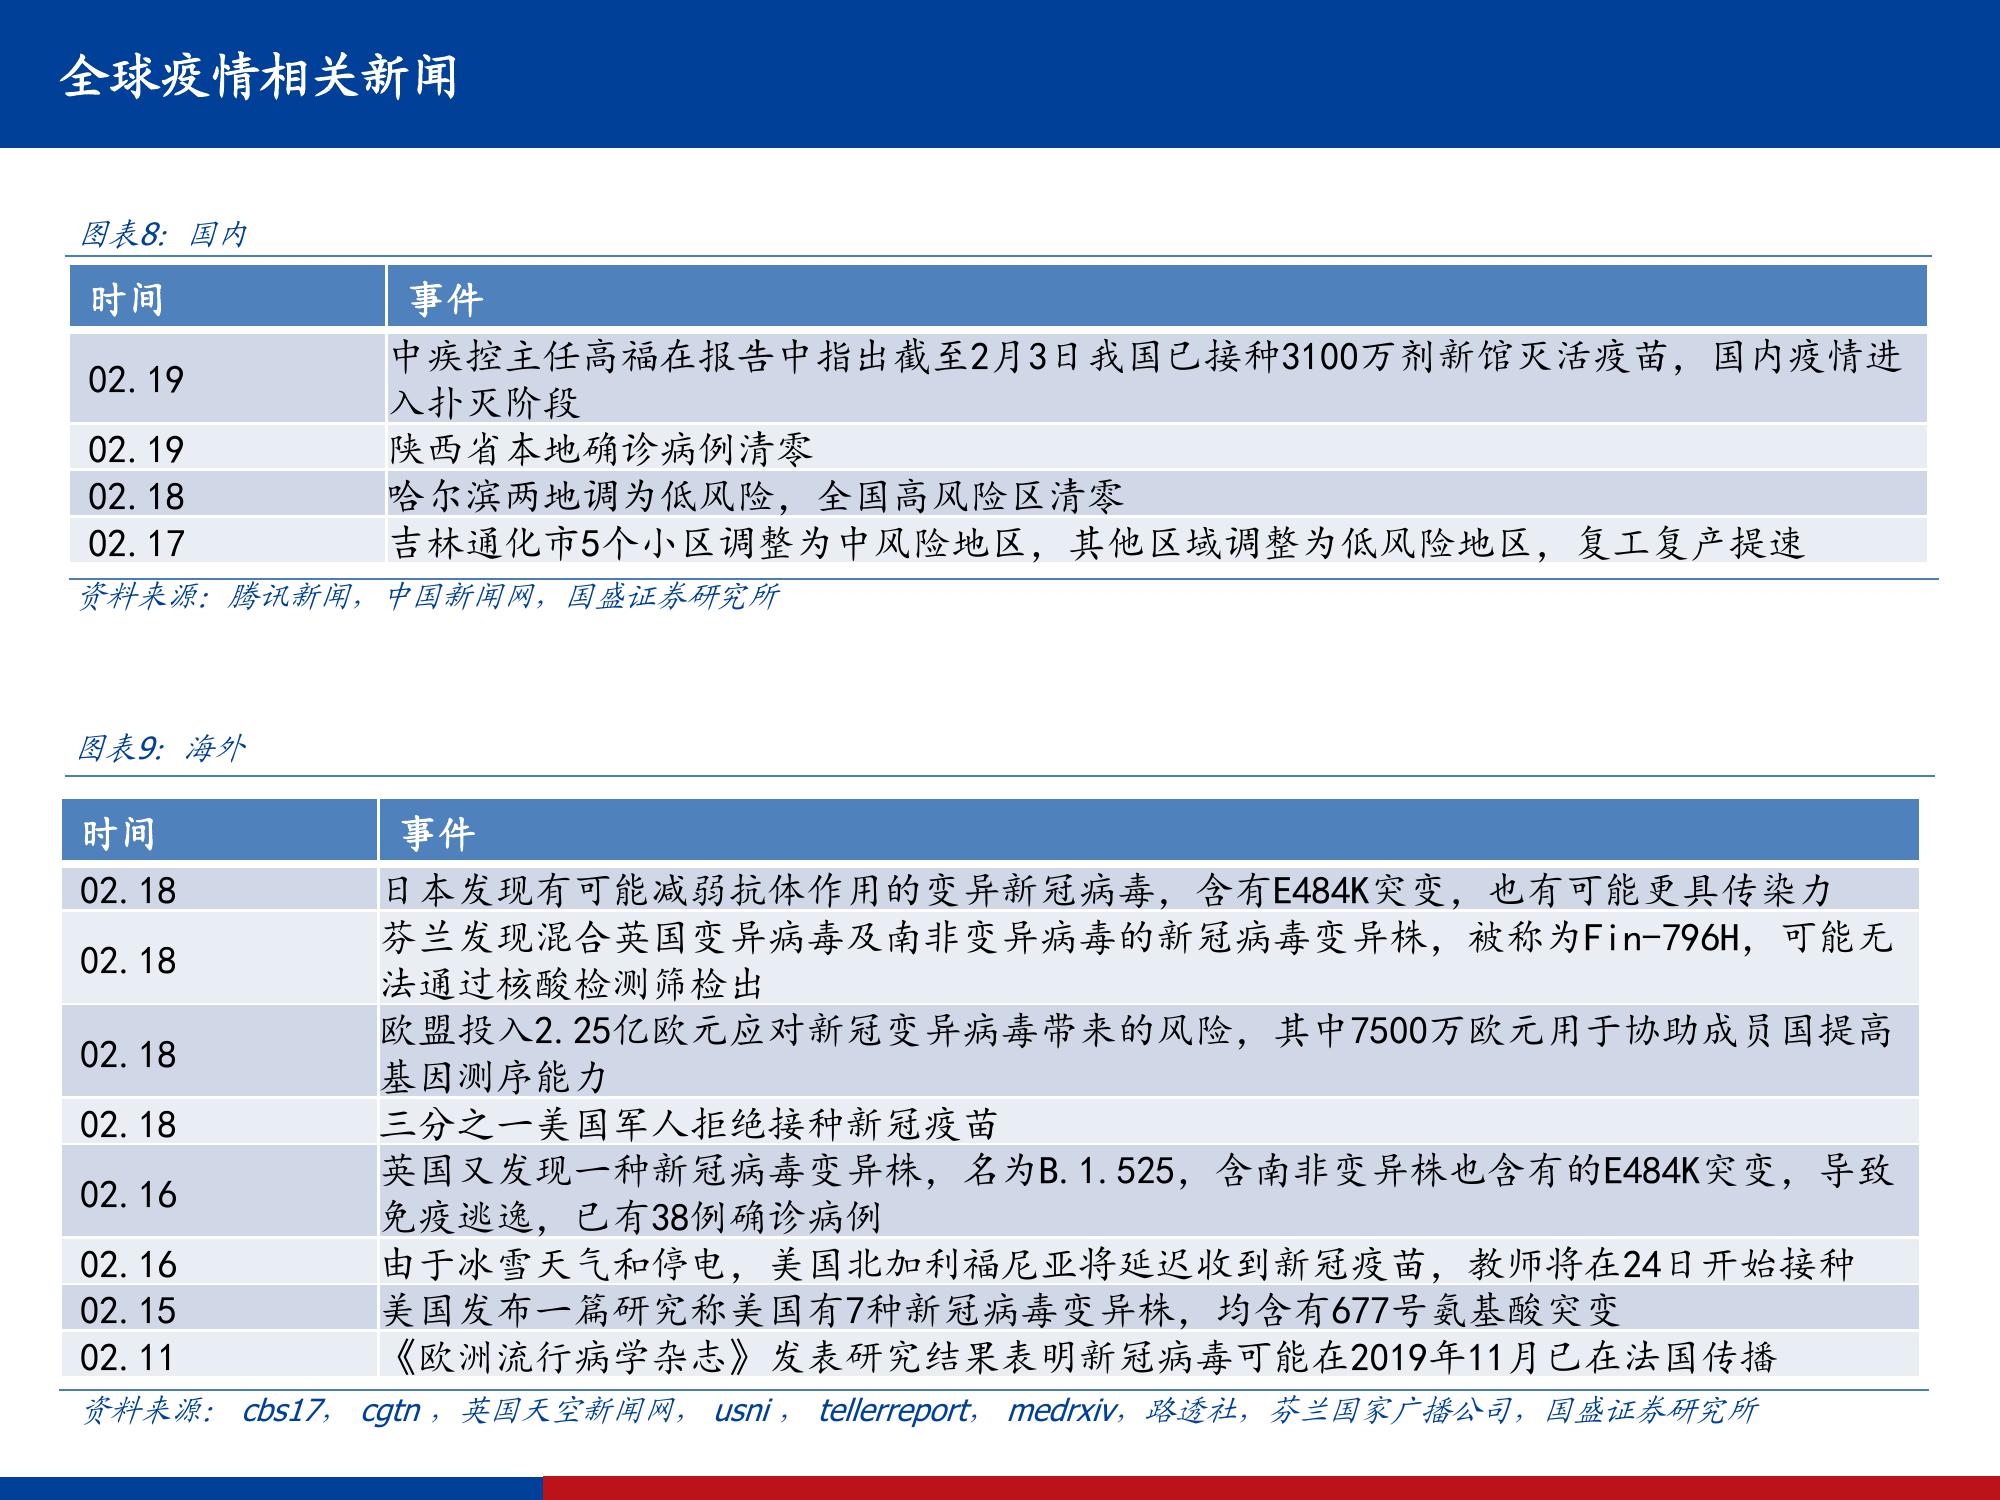 全球疫情相关新闻
图表8：国内
时间 事件
02.19 中疾控主任高福在报告中指出截至2月3日我国已接种3100万剂新馆灭活疫苗，国内疫情进
入扑灭阶段
02.19 陕西省本地确诊病例清零
02.18 哈尔滨两地调为低风险，全国高风险区清零
02.17 吉林通化市5个小区调整为中风险地区，其他区域调整为低风险地区，复工复产提速
资料来源：腾讯新闻，中国新闻网，国盛证券研究所
图表9：海外
时间 事件
02.18 日本发现有可能减弱抗体作用的变异新冠病毒，含有E484K突变，也有可能更具传染力
02.18 芬兰发现混合英国变异病毒及南非变异病毒的新冠病毒变异株，被称为Fin-796H，可能无
法通过核酸检测筛检出
02.18 欧盟投入2.25亿欧元应对新冠变异病毒带来的风险，其中7500万欧元用于协助成员国提高
基因测序能力
02.18 三分之一美国军人拒绝接种新冠疫苗
02.16 英国又发现一种新冠病毒变异株，名为B.1.525，含南非变异株也含有的E484K突变，导致
免疫逃逸，已有38例确诊病例
02.16 由于冰雪天气和停电，美国北加利福尼亚将延迟收到新冠疫苗，教师将在24日开始接种
02.15 美国发布一篇研究称美国有7种新冠病毒变异株，均含有677号氨基酸突变
02.11 《欧洲流行病学杂志》发表研究结果表明新冠病毒可能在2019年11月已在法国传播
资料来源： cbs17， cgtn ，英国天空新闻网， usni ， tellerreport， medrxiv，路透社，芬兰国家广播公司，国盛证券研究所